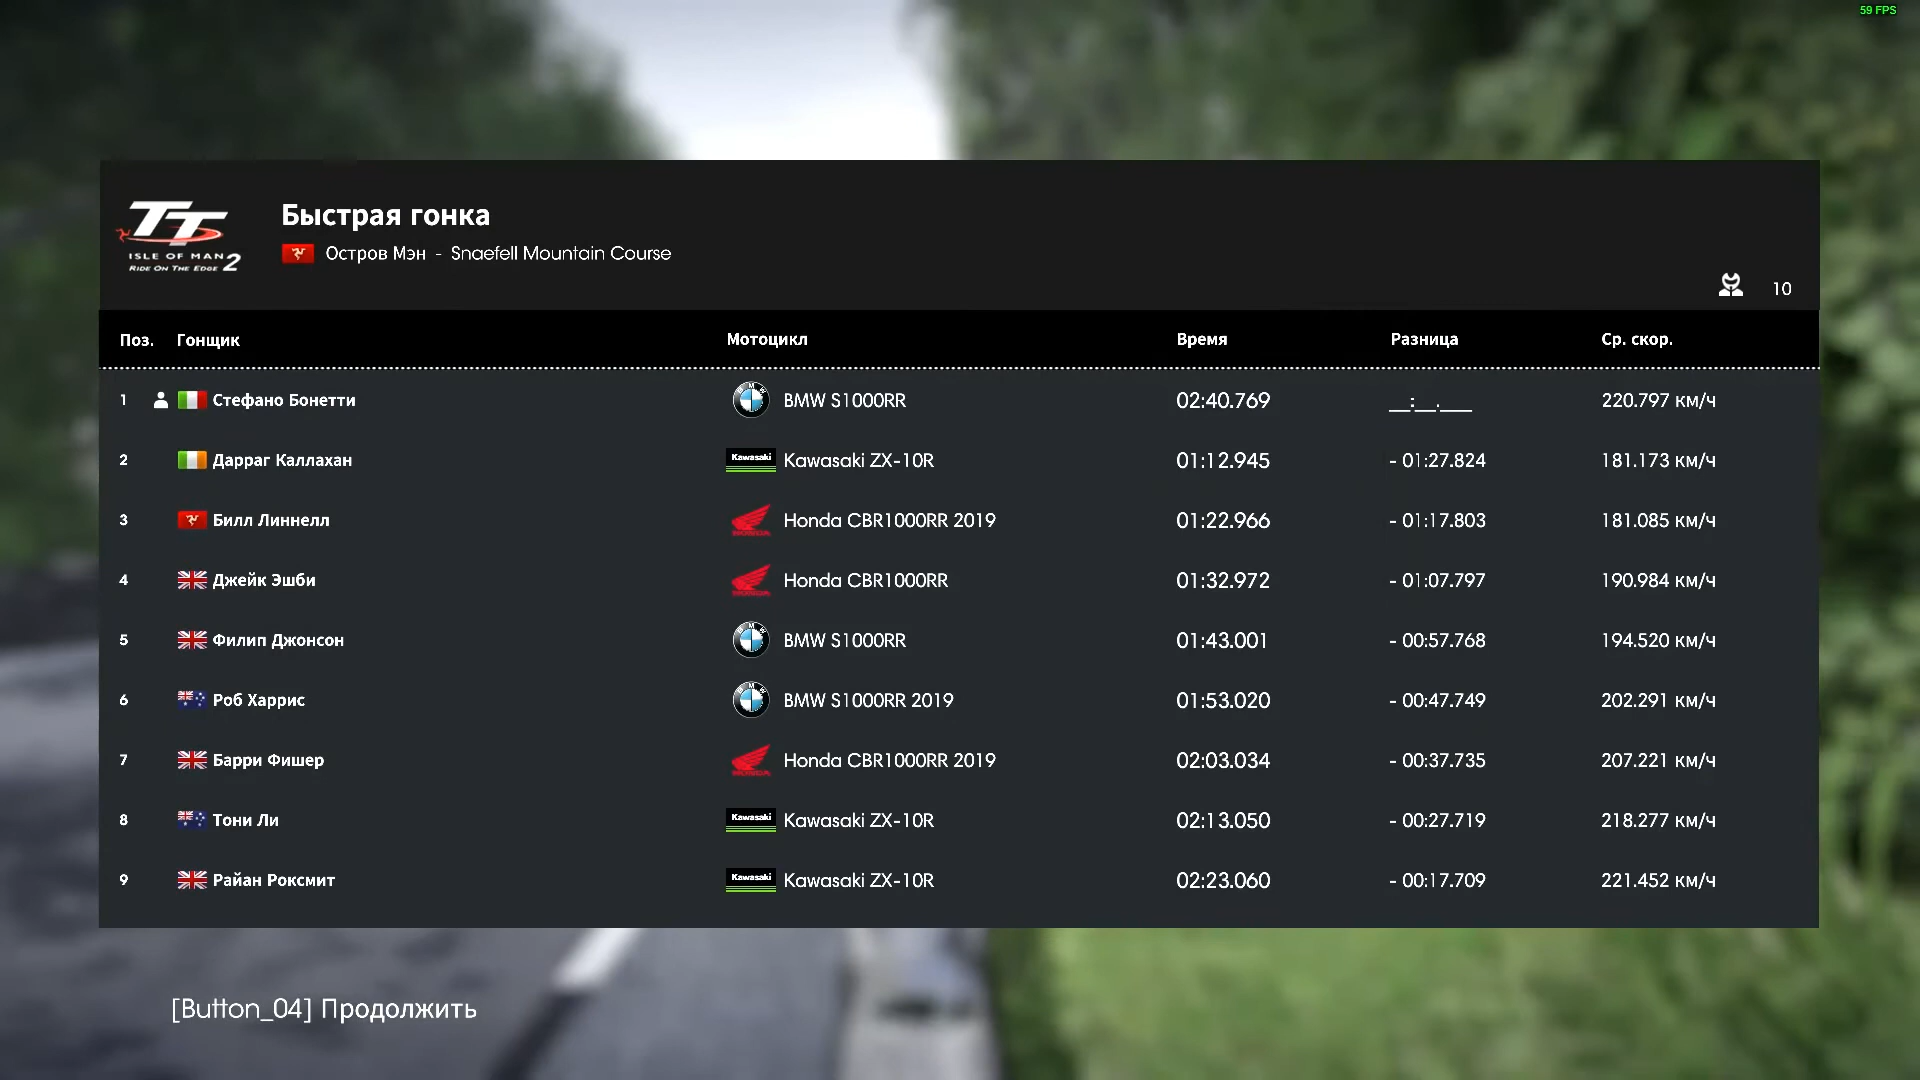 59 FPS
TT
ISLE OF MAN 2
RIDE ON THE EDGE
Быстрая гонка
Остров Мэн - Snaefell Mountain Course
10
Поз. Гонщик Мотоцикл Время Разница Ср. скор.
1 Стефано Бонетти BMW S1000RR 02:40.769 __:__.___ 220.797 км/ч
2 Дарраг Каллахан Kawasaki Kawasaki ZX-10R 01:12.945 - 01:27.824 181.173 км/ч
3 Билл Линнелл HONDA Honda CBR1000RR 2019 01:22.966 - 01:17.803 181.085 км/ч
4 Джейк Эшби HONDA Honda CBR1000RR 01:32.972 - 01:07.797 190.984 км/ч
5 Филип Джонсон BMW S1000RR 01:43.001 - 00:57.768 194.520 км/ч
6 Роб Харрис BMW S1000RR 2019 01:53.020 - 00:47.749 202.291 км/ч
7 Барри Фишер HONDA Honda CBR1000RR 2019 02:03.034 - 00:37.735 207.221 км/ч
8 Тони Ли Kawasaki Kawasaki ZX-10R 02:13.050 - 00:27.719 218.277 км/ч
9 Райан Роксмит Kawasaki Kawasaki ZX-10R 02:23.060 - 00:17.709 221.452 км/ч
[Button_04] Продолжить